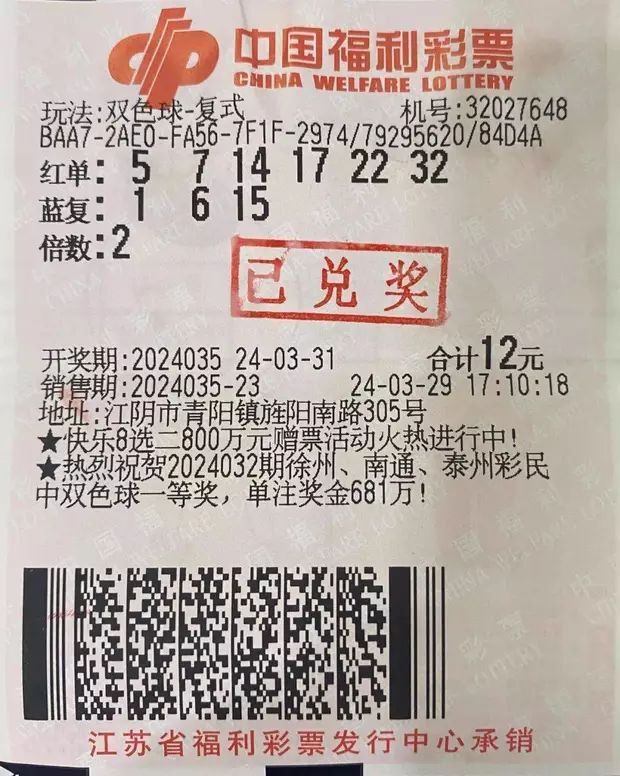 中国福利彩票
CHINA WELFARE LOTTERY
玩法:双色球-复式 机号:32027648
BAA7-2AE0-FA56-7F1F-2974/79295620/84D4A
红单: 5 7 14 17 22 32
蓝复: 1 6 15
倍数:2
已兑奖
开奖期:2024035 24-03-31 合计12元
销售期:2024035-23 24-03-29 17:10:18
地址:江阴市青阳镇旌阳南路305号
★快乐8选二800万元赠票活动火热进行中!
★热烈祝贺2024032期徐州、南通、泰州彩民
中双色球一等奖，单注奖金681万!
江苏省福利彩票发行中心承销